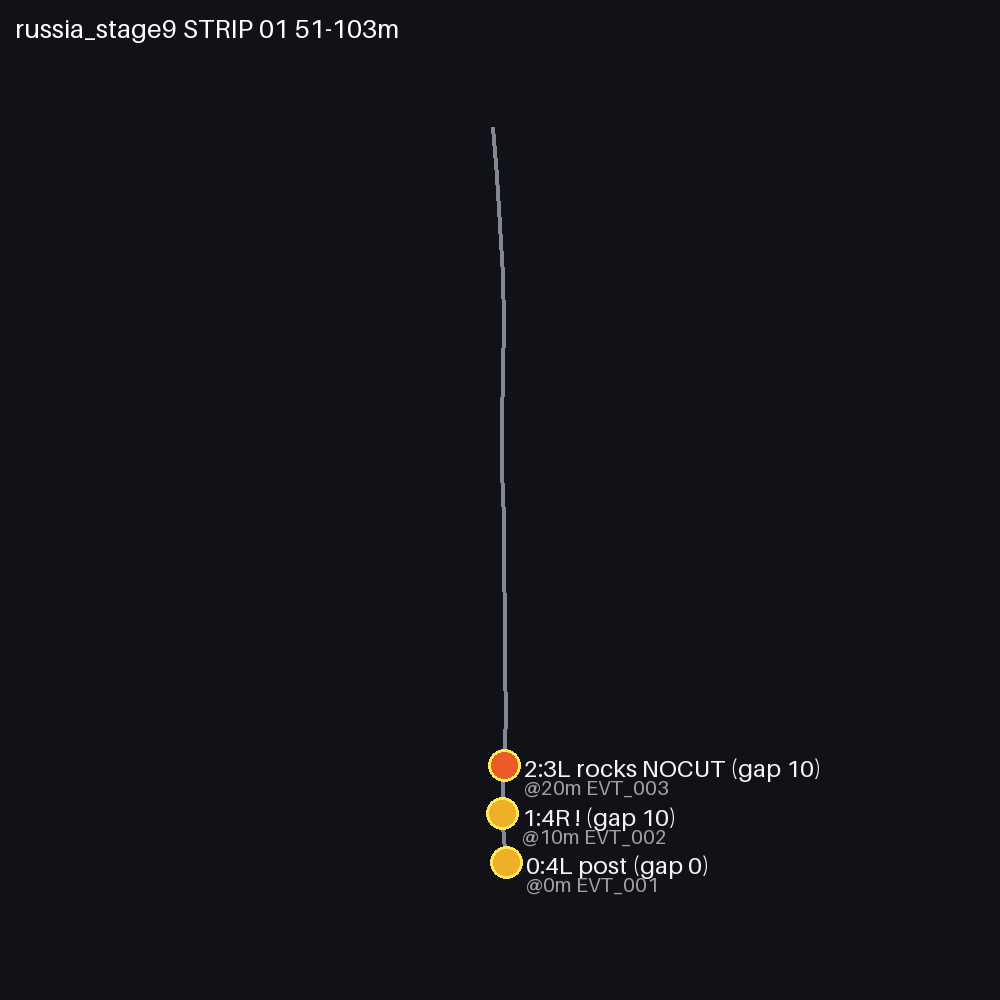 russia_stage9 STRIP 01 51-103m
2:3L rocks NOCUT (gap 10)
@20m EVT_003
1:4R ! (gap 10)
@10m EVT_002
0:4L post (gap 0)
@0m EVT_001